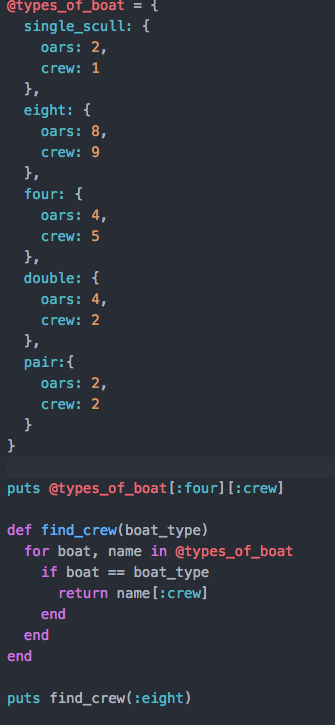 @types_of_boat = {
  single_scull: {
    oars: 2,
    crew: 1
  },
  eight: {
    oars: 8,
    crew: 9
  },
  four: {
    oars: 4,
    crew: 5
  },
  double: {
    oars: 4,
    crew: 2
  },
  pair:{
    oars: 2,
    crew: 2
  }
}
puts @types_of_boat[:four][:crew]
def find_crew(boat_type)
  for boat, name in @types_of_boat
    if boat == boat_type
      return name[:crew]
    end
  end
end
puts find_crew(:eight)